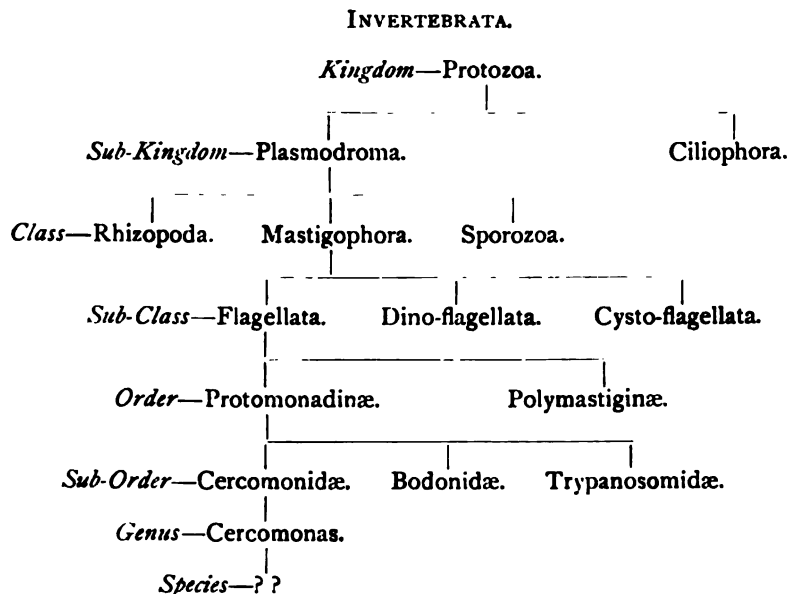 INVERTEBRATA.
Kingdom—Protozoa.
Sub-Kingdom—Plasmodroma. Ciliophora.
Class—Rhizopoda. Mastigophora. Sporozoa.
Sub-Class—Flagellata. Dino-flagellata. Cysto-flagellata.
Order—Protomonadinæ. Polymastiginæ.
Sub-Order—Cercomonidæ. Bodonidæ. Trypanosomidæ.
Genus—Cercomonas.
Species—? ?